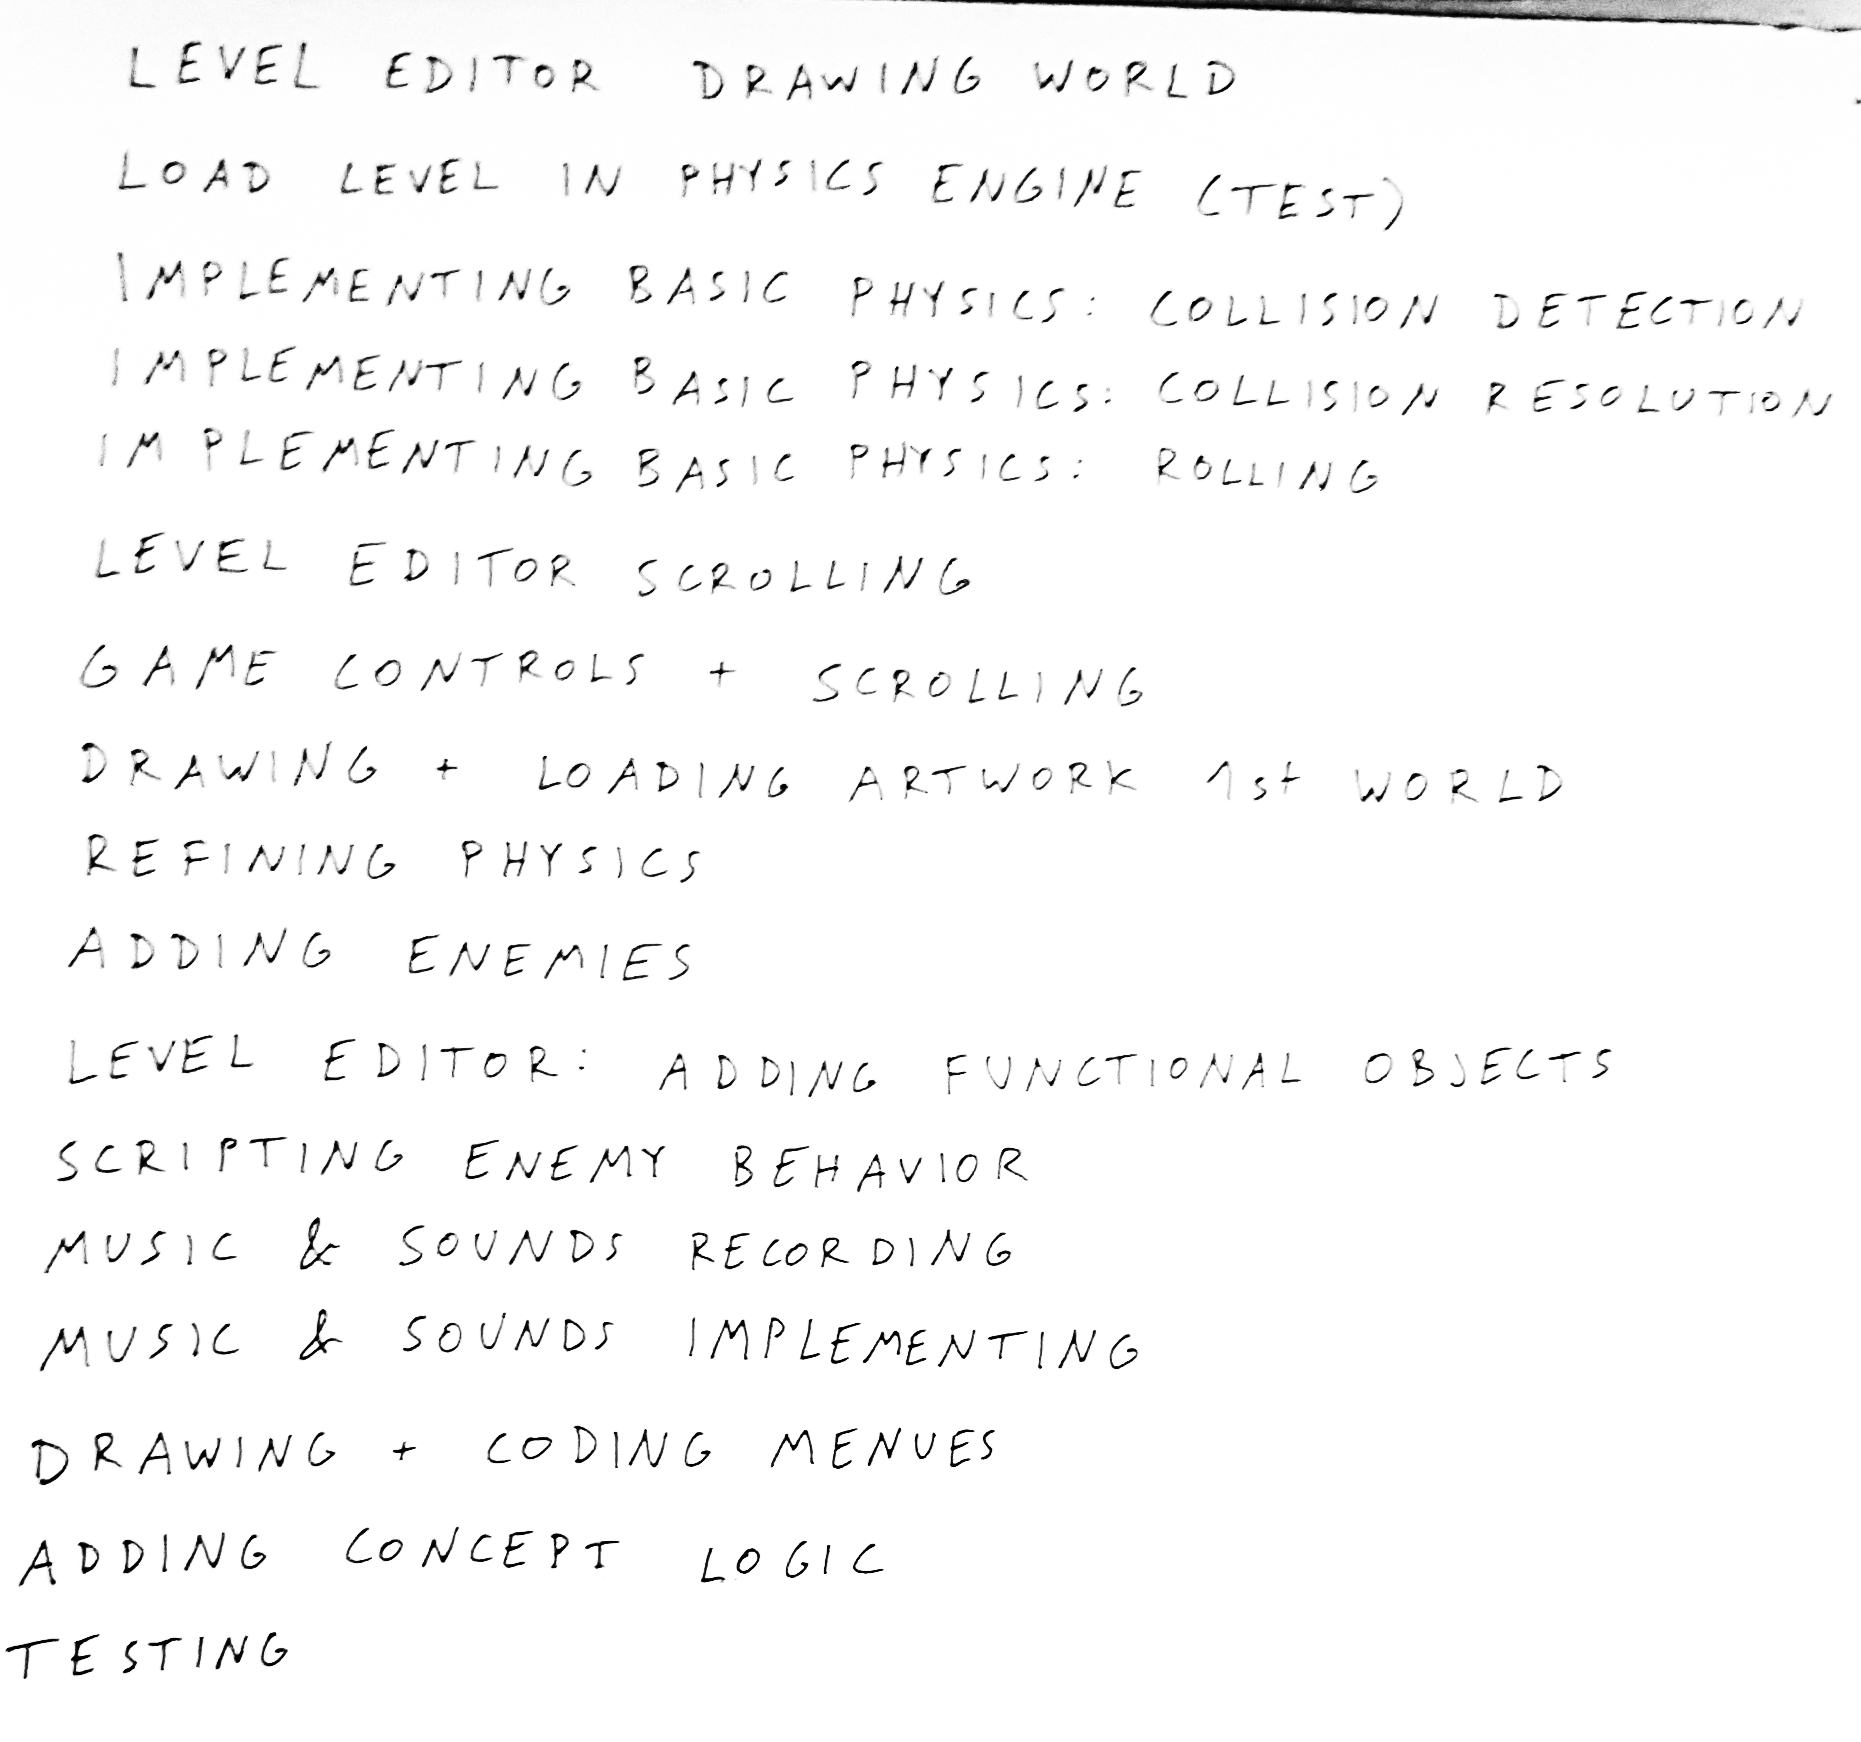 LEVEL EDITOR DRAWING WORLD
LOAD LEVEL IN PHYSICS ENGINE (TEST)
IMPLEMENTING BASIC PHYSICS: COLLISION DETECTION
IMPLEMENTING BASIC PHYSICS: COLLISION RESOLUTION
IMPLEMENTING BASIC PHYSICS: ROLLING
LEVEL EDITOR SCROLLING
GAME CONTROLS + SCROLLING
DRAWING + LOADING ARTWORK 1st WORLD
REFINING PHYSICS
ADDING ENEMIES
LEVEL EDITOR: ADDING FUNCTIONAL OBJECTS
SCRIPTING ENEMY BEHAVIOR
MUSIC & SOUNDS RECORDING
MUSIC & SOUNDS IMPLEMENTING
DRAWING + CODING MENUES
ADDING CONCEPT LOGIC
TESTING